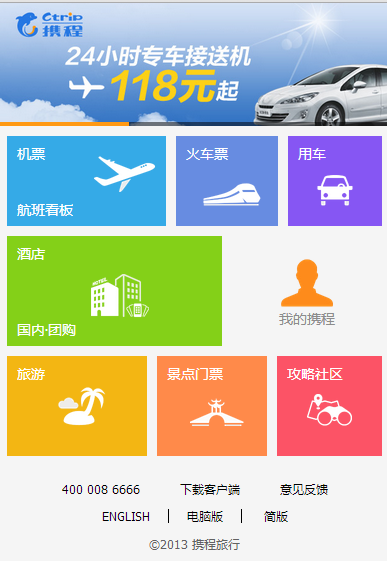 Ctrip
携程
24小时专车接送机
118元起
机票
航班看板
火车票
用车
酒店
国内·团购
我的携程
旅游
景点门票
攻略社区
400 008 6666 下载客户端 意见反馈
ENGLISH | 电脑版 | 简版
©2013 携程旅行